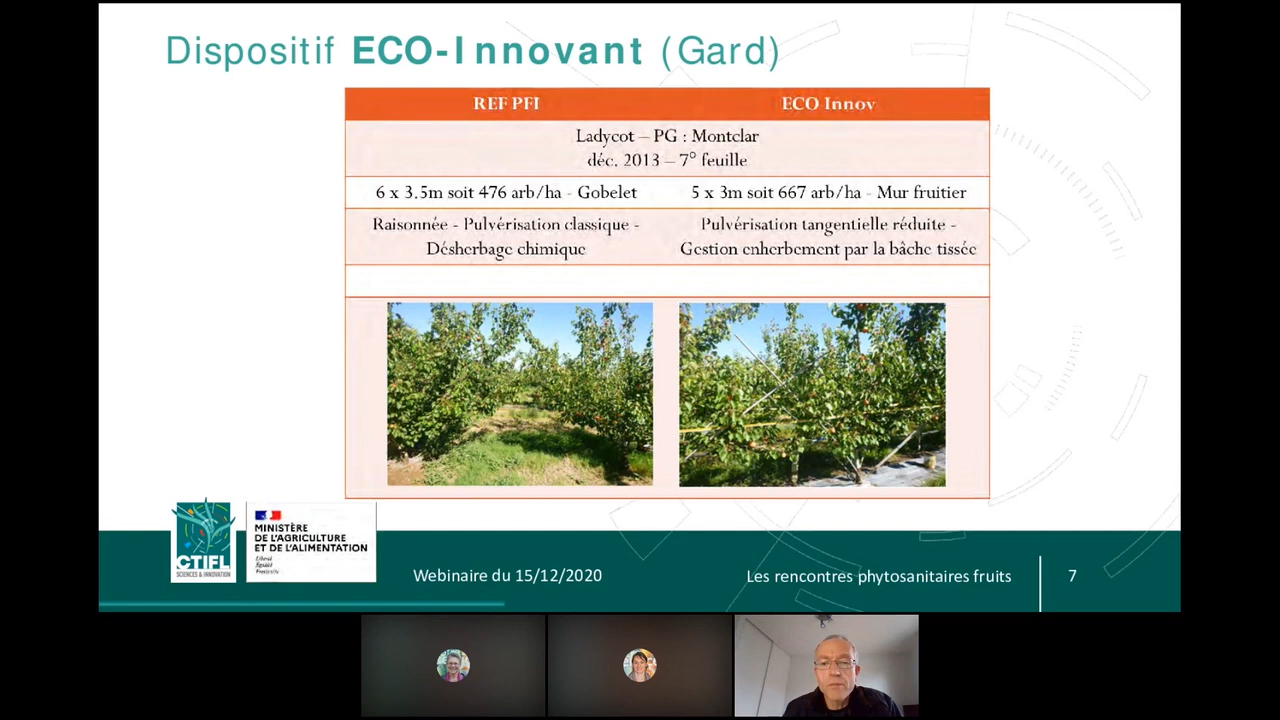 Dispositif ECO-Innovant (Gard)
REF PFI
ECO Innov
Ladycot – PG : Montclar
déc. 2013 – 7° feuille
6 x 3.5m soit 476 arb/ha - Gobelet
5 x 3m soit 667 arb/ha - Mur fruitier
Raisonnée - Pulvérisation classique -
Désherbage chimique
Pulvérisation tangentielle réduite -
Gestion enherbement par la bâche tissée
CTIFL
SCIENCES & INNOVATION
MINISTÈRE
DE L'AGRICULTURE
ET DE L'ALIMENTATION
Liberté
Égalité
Fraternité
Webinaire du 15/12/2020
Les rencontres phytosanitaires fruits
7